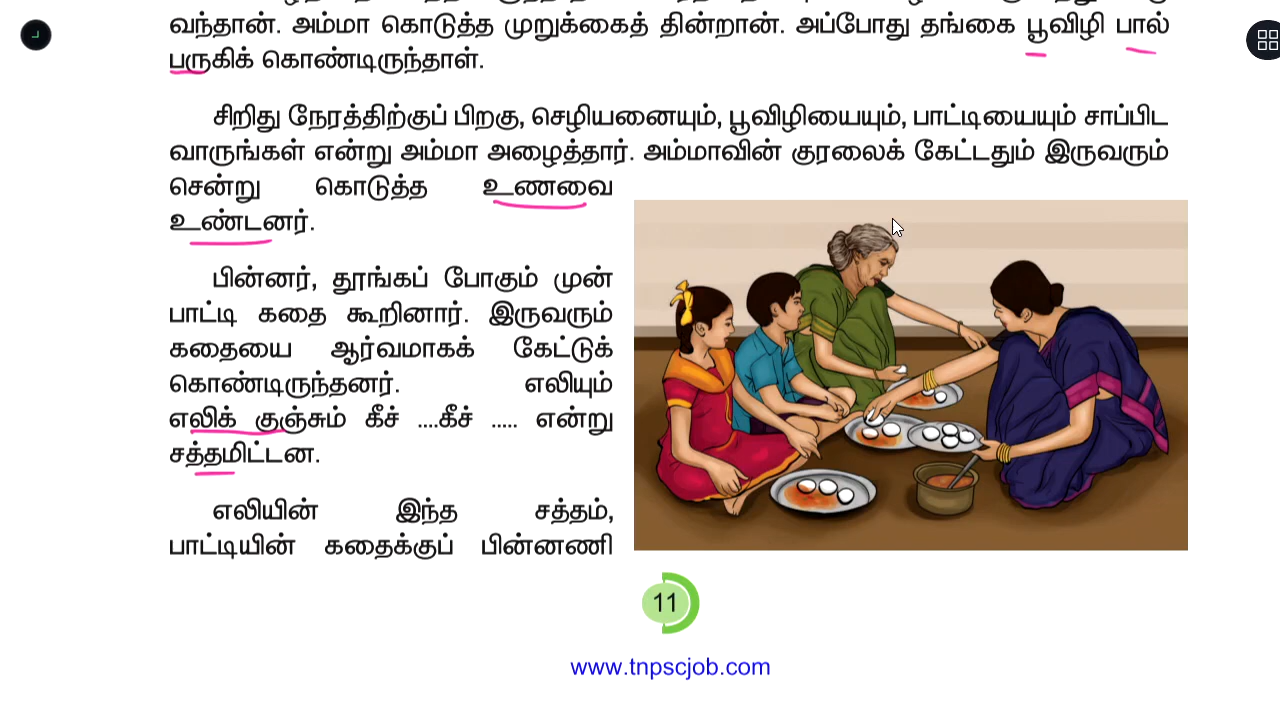 வந்தான். அம்மா கொடுத்த முறுக்கைத் தின்றான். அப்போது தங்கை பூவிழி பால்
பருகிக் கொண்டிருந்தாள்.
சிறிது நேரத்திற்குப் பிறகு, செழியனையும், பூவிழியையும், பாட்டியையும் சாப்பிட
வாருங்கள் என்று அம்மா அழைத்தார். அம்மாவின் குரலைக் கேட்டதும் இருவரும்
சென்று கொடுத்த உணவை
உண்டனர்.
பின்னர், தூங்கப் போகும் முன்
பாட்டி கதை கூறினார். இருவரும்
கதையை ஆர்வமாகக் கேட்டுக்
கொண்டிருந்தனர். எலியும்
எலிக் குஞ்சும் கீச் ....கீச் ..... என்று
சத்தமிட்டன.
எலியின் இந்த சத்தம்,
பாட்டியின் கதைக்குப் பின்னணி
11
www.tnpscjob.com